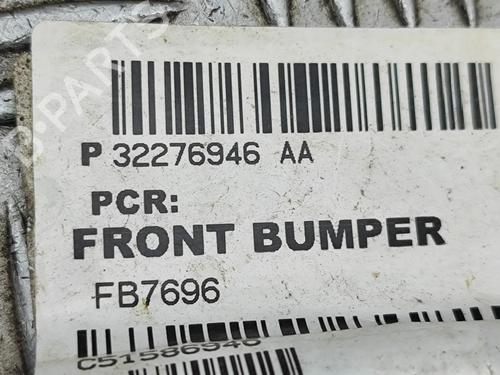 P 32276946 AA
PCR:
FRONT BUMPER
FB7696
C51586946
B-PARTS